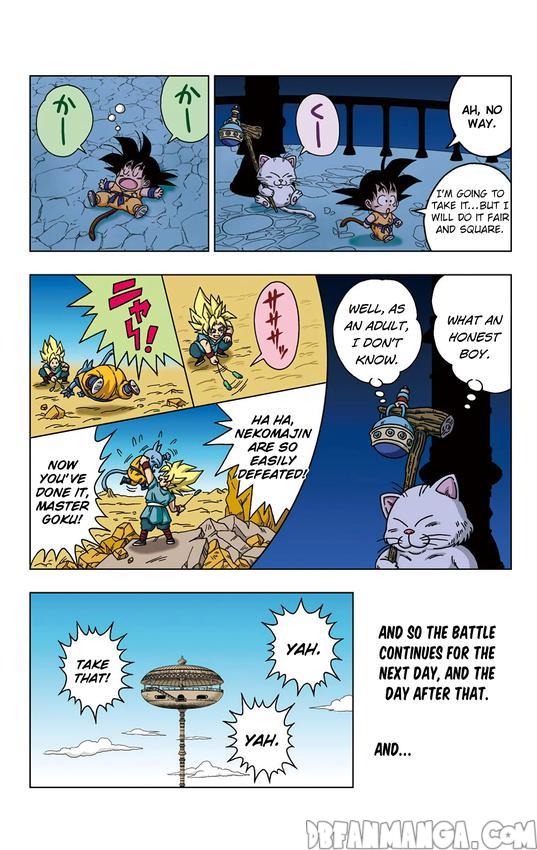 AH, NO
WAY.
I'M GOING TO
TAKE IT...BUT I
WILL DO IT FAIR
AND SQUARE.
くー
かー
かー
WHAT AN
HONEST
BOY.
WELL, AS
AN ADULT,
I DON'T
KNOW.
ササササッ
ニャッ!
HA HA,
NEKOMAJIN
ARE SO
EASILY
DEFEATED!
NOW
YOU'VE
DONE IT,
MASTER
GOKU!
YAH.
TAKE
THAT!
YAH.
AND SO THE BATTLE
CONTINUES FOR THE
NEXT DAY, AND THE
DAY AFTER THAT.
AND...
DBFANMANGA.COM